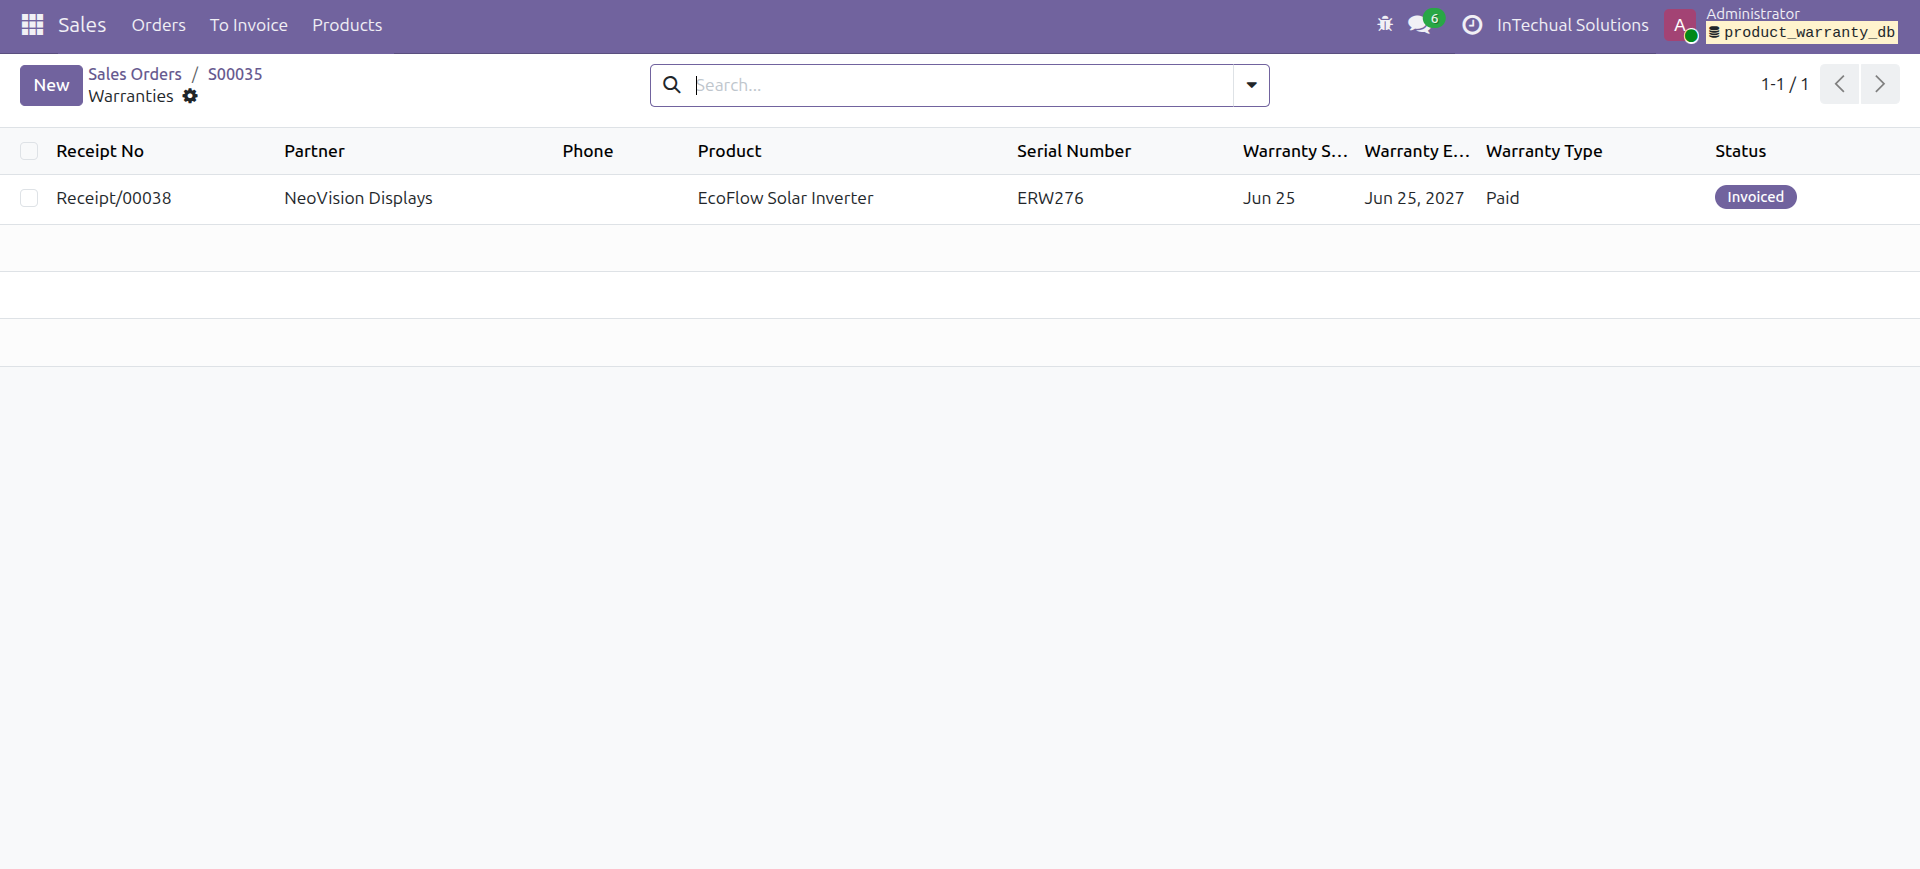 Sales Orders To Invoice Products 6 InTechual Solutions A Administrator
product_warranty_db
New Sales Orders / S00035 Search... 1-1 / 1
Warranties
Receipt No Partner Phone Product Serial Number Warranty S... Warranty E... Warranty Type Status
Receipt/00038 NeoVision Displays EcoFlow Solar Inverter ERW276 Jun 25 Jun 25, 2027 Paid Invoiced